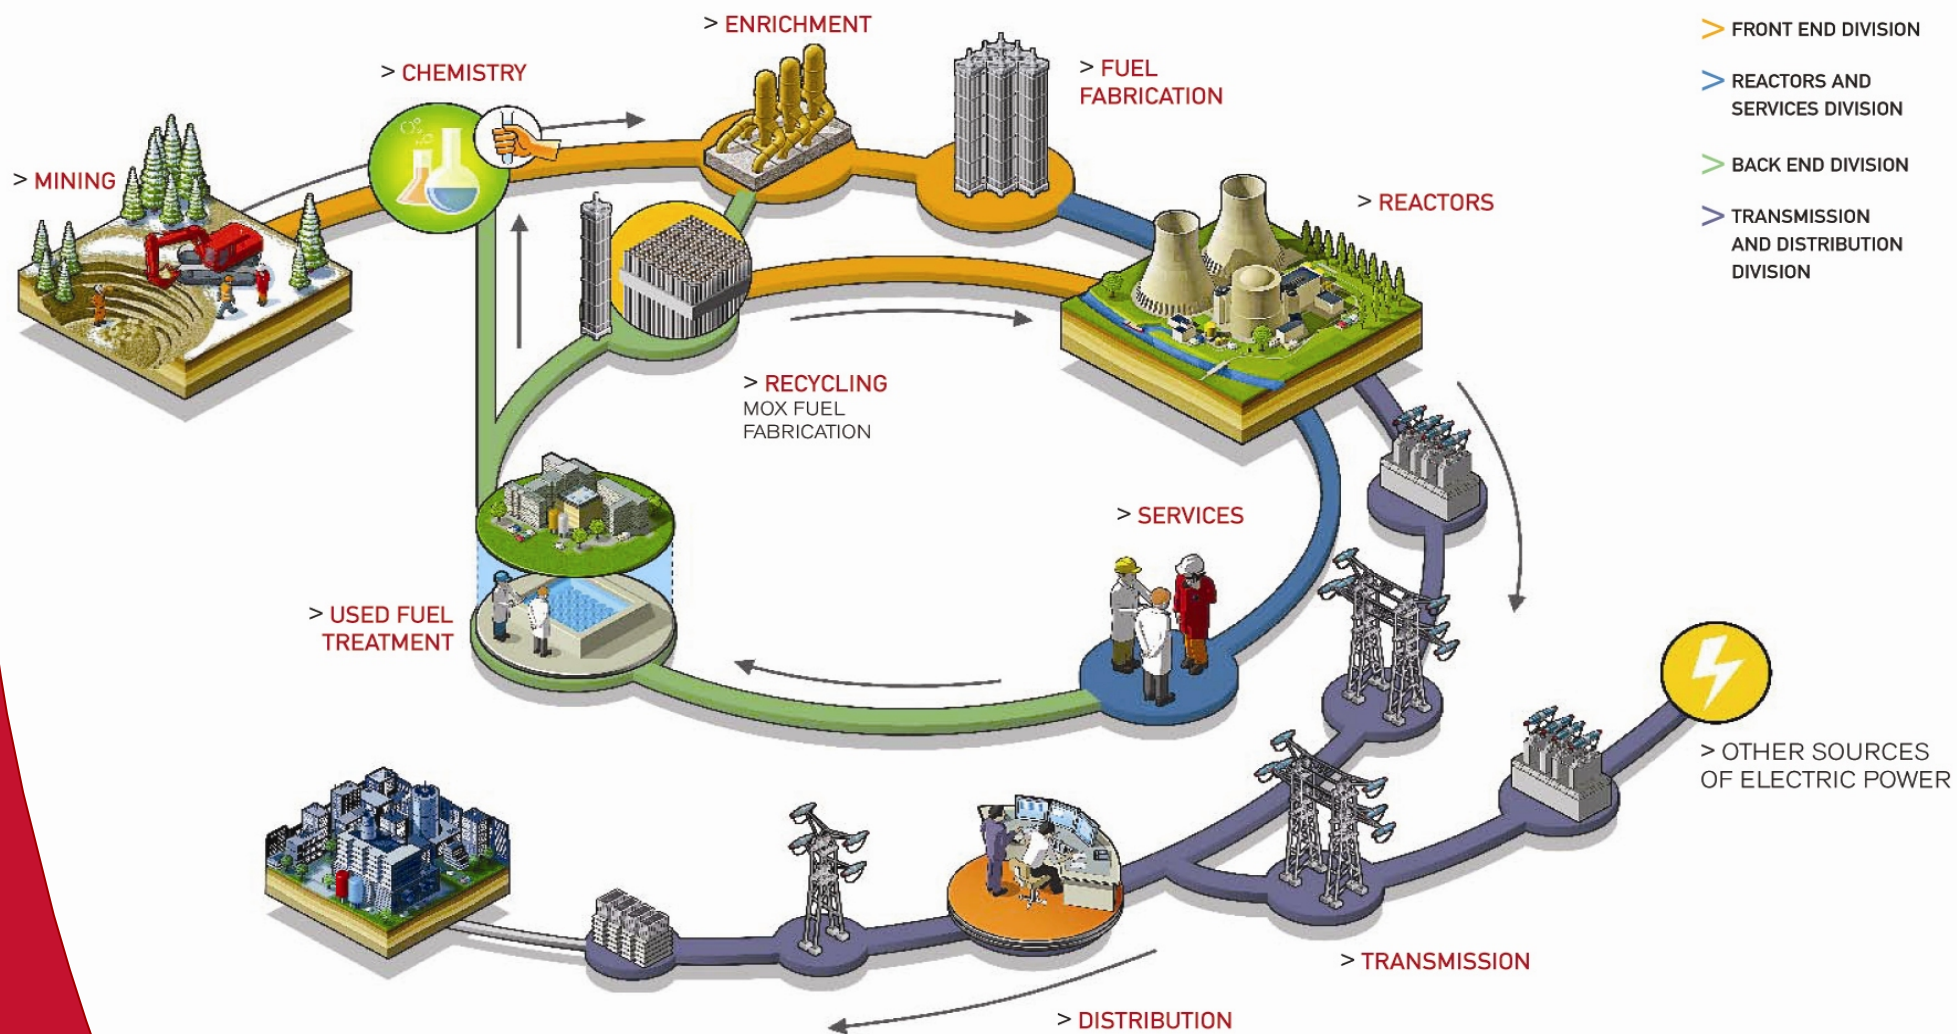 > ENRICHMENT
> CHEMISTRY
> FUEL
FABRICATION
> MINING
> REACTORS
> FRONT END DIVISION
> REACTORS AND
SERVICES DIVISION
> BACK END DIVISION
> TRANSMISSION
AND DISTRIBUTION
DIVISION
> RECYCLING
MOX FUEL
FABRICATION
> SERVICES
> USED FUEL
TREATMENT
> OTHER SOURCES
OF ELECTRIC POWER
> TRANSMISSION
> DISTRIBUTION